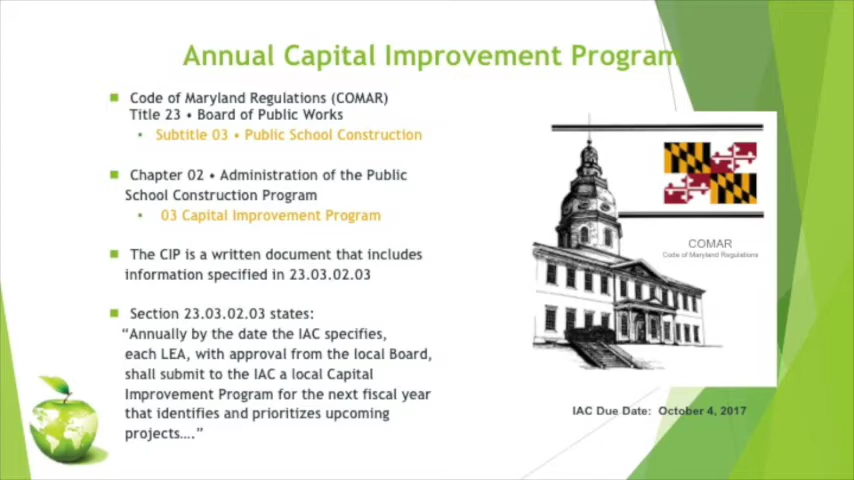 Annual Capital Improvement Program
Code of Maryland Regulations (COMAR)
Title 23 • Board of Public Works
Subtitle 03 • Public School Construction
Chapter 02 • Administration of the Public
School Construction Program
03 Capital Improvement Program
The CIP is a written document that includes
information specified in 23.03.02.03
Section 23.03.02.03 states:
“Annually by the date the IAC specifies,
each LEA, with approval from the local Board,
shall submit to the IAC a local Capital
Improvement Program for the next fiscal year
that identifies and prioritizes upcoming
projects….”
COMAR
Code of Maryland Regulations
IAC Due Date: October 4, 2017